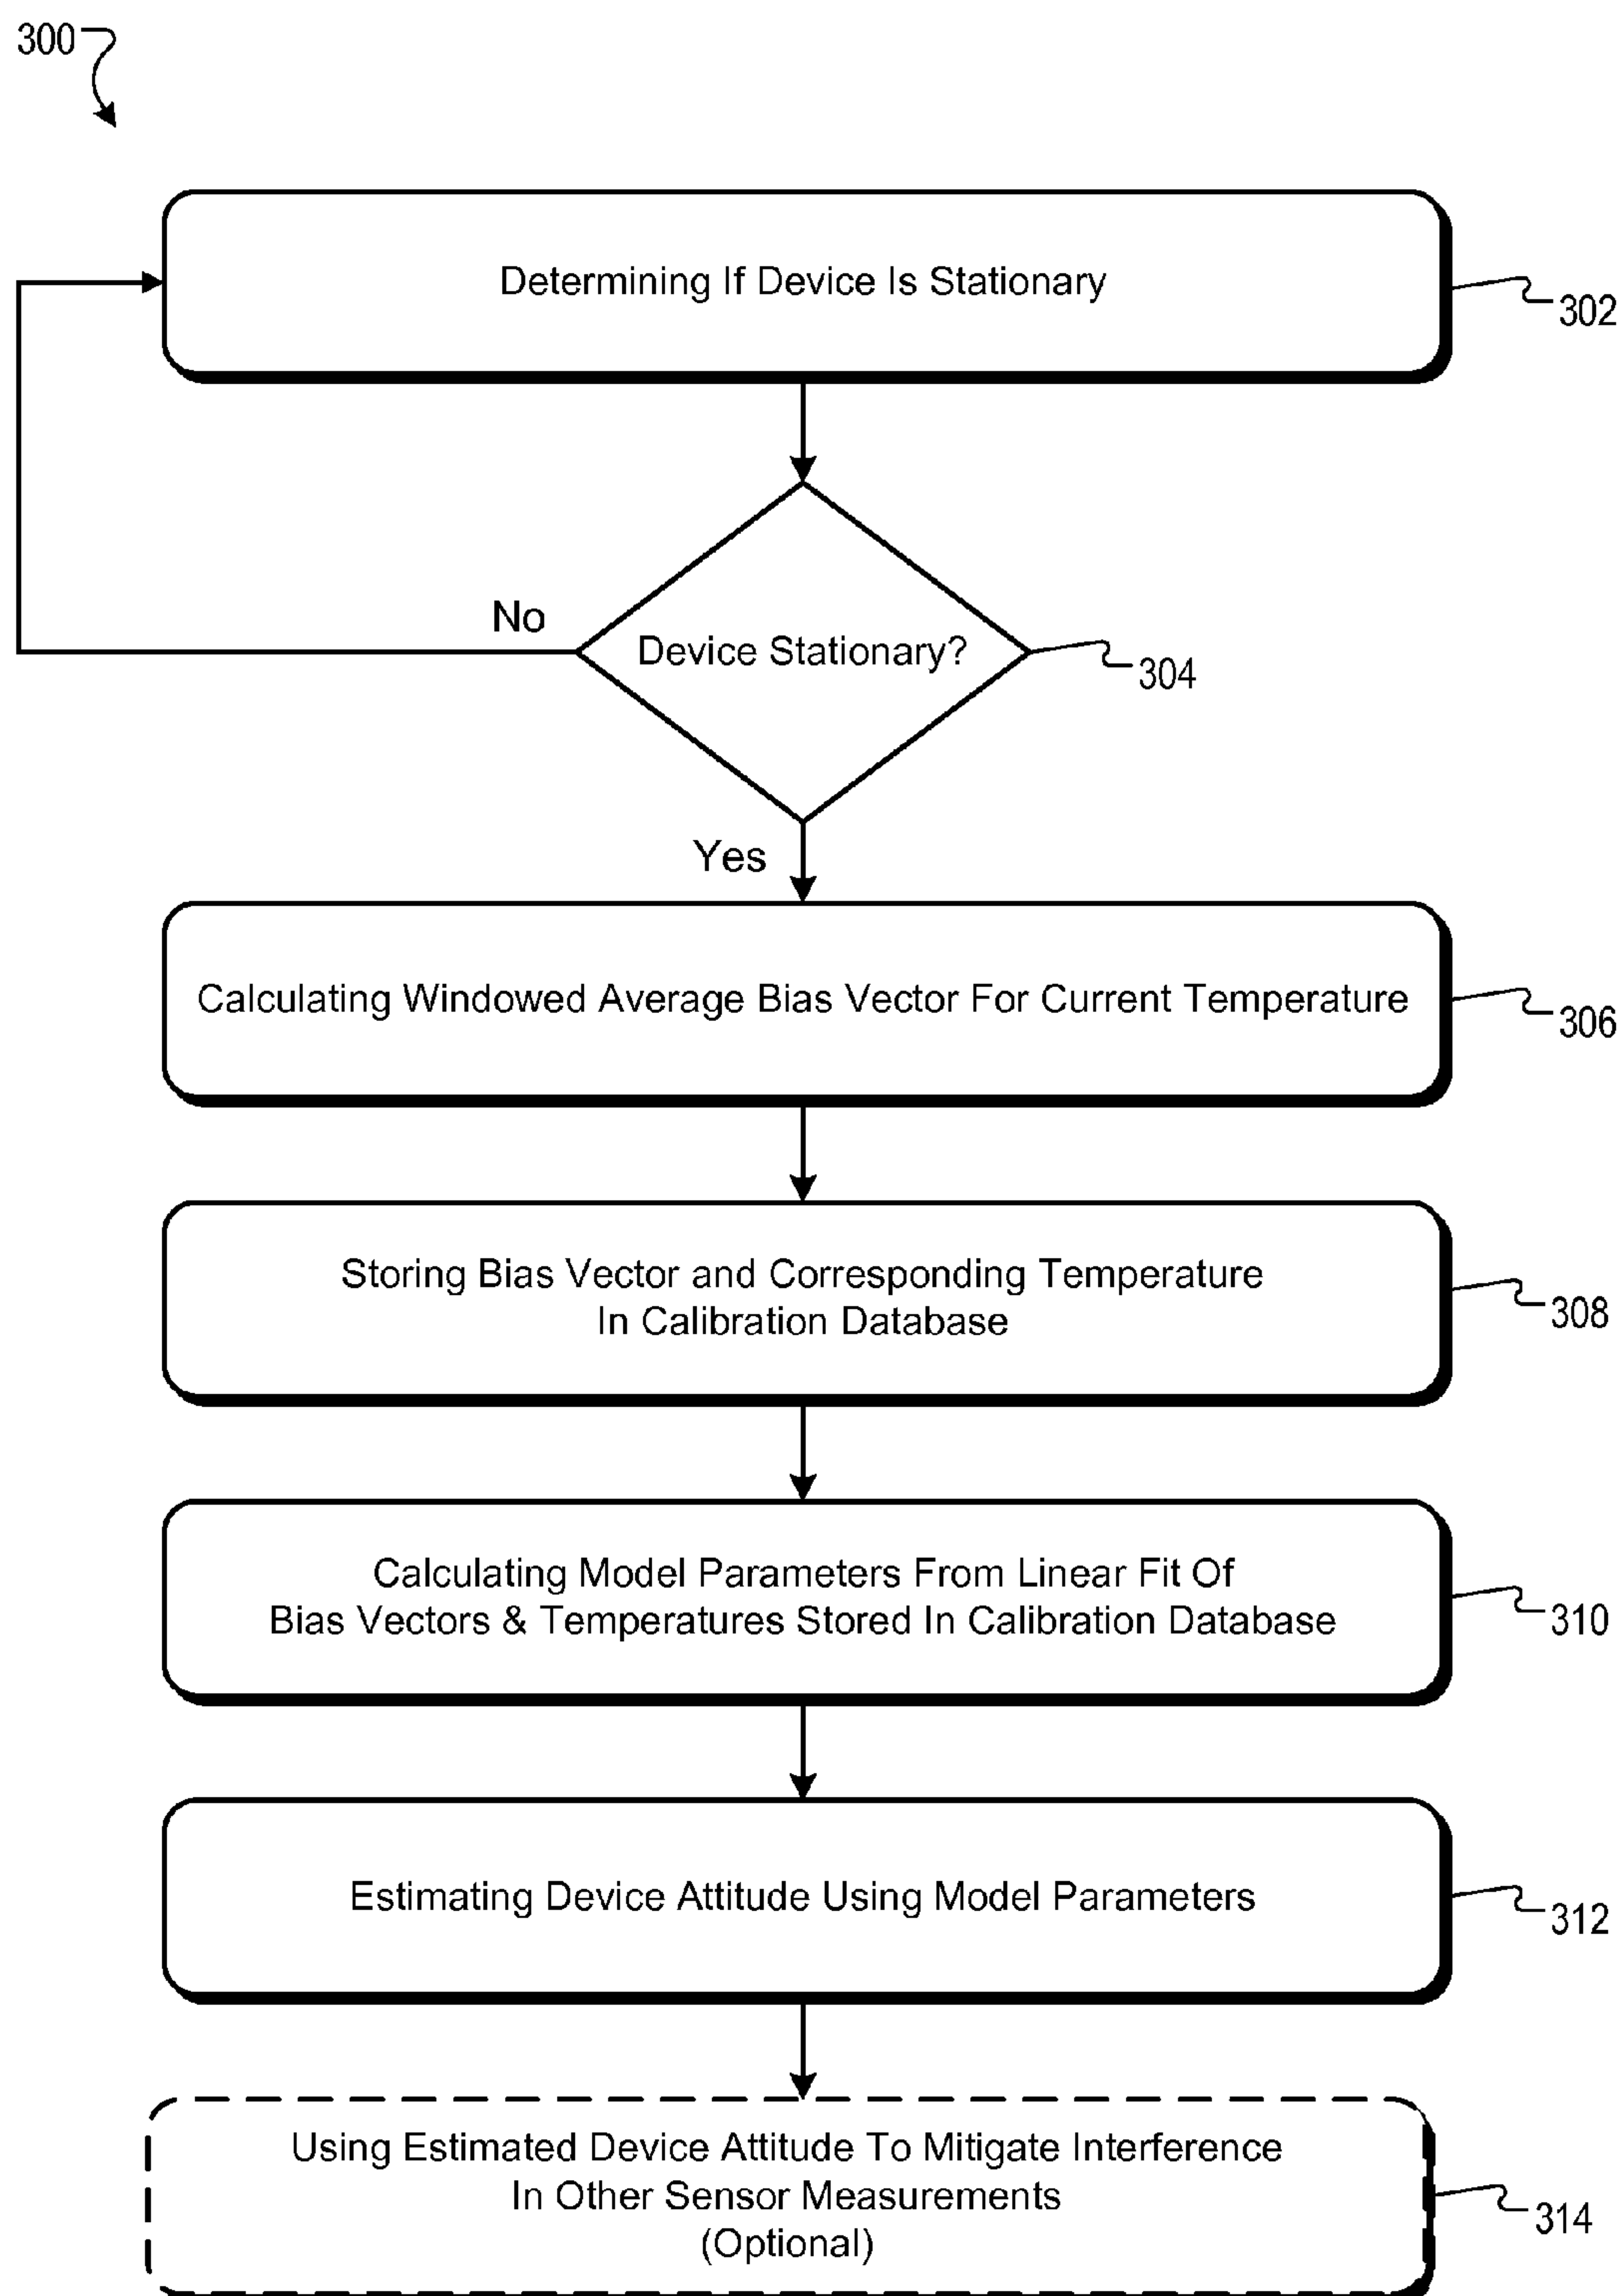 300
Determining If Device Is Stationary
302
No
Device Stationary?
304
Yes
Calculating Windowed Average Bias Vector For Current Temperature
306
Storing Bias Vector and Corresponding Temperature
In Calibration Database
308
Calculating Model Parameters From Linear Fit Of
Bias Vectors & Temperatures Stored In Calibration Database
310
Estimating Device Attitude Using Model Parameters
312
Using Estimated Device Attitude To Mitigate Interference
In Other Sensor Measurements
(Optional)
314